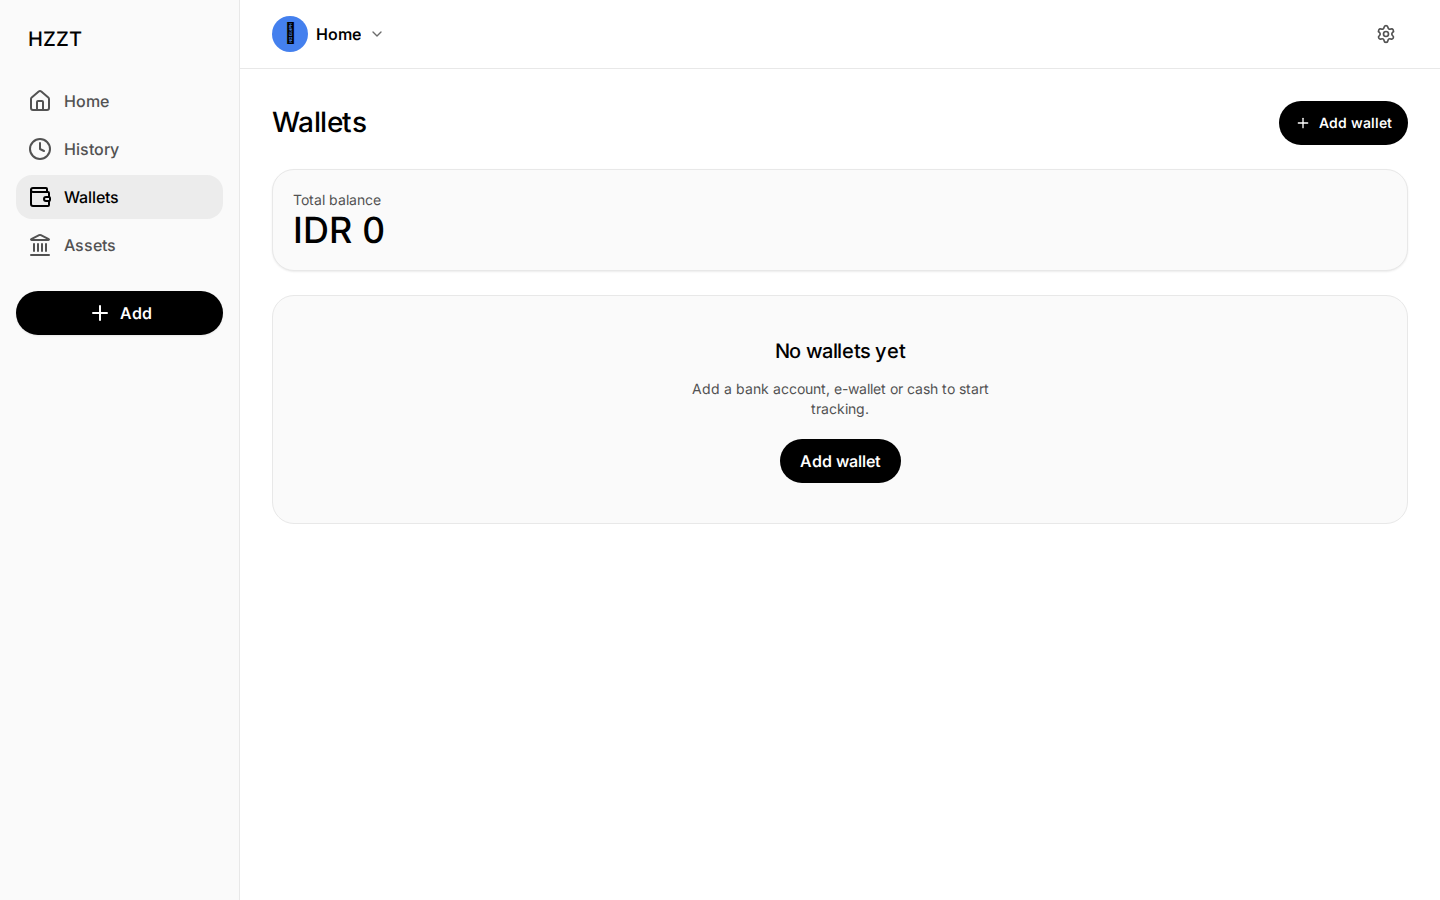 HZZT
Home
History
Wallets
Assets
Add
Home
Wallets
Add wallet
Total balance
IDR 0
No wallets yet
Add a bank account, e-wallet or cash to start
tracking.
Add wallet